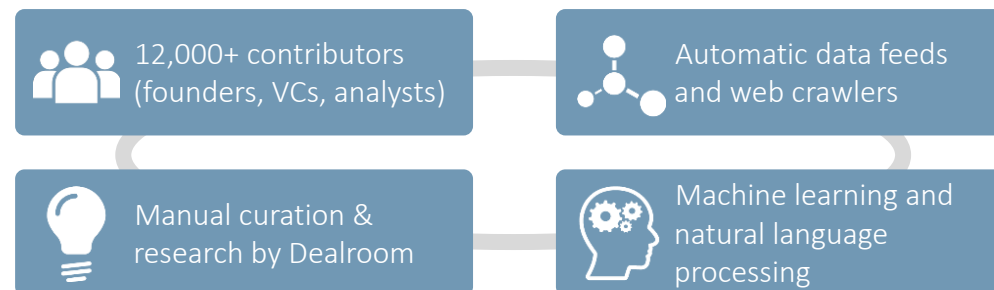 12,000+ contributors
(founders, VCs, analysts)
Automatic data feeds
and web crawlers
Manual curation &
research by Dealroom
Machine learning and
natural language
processing